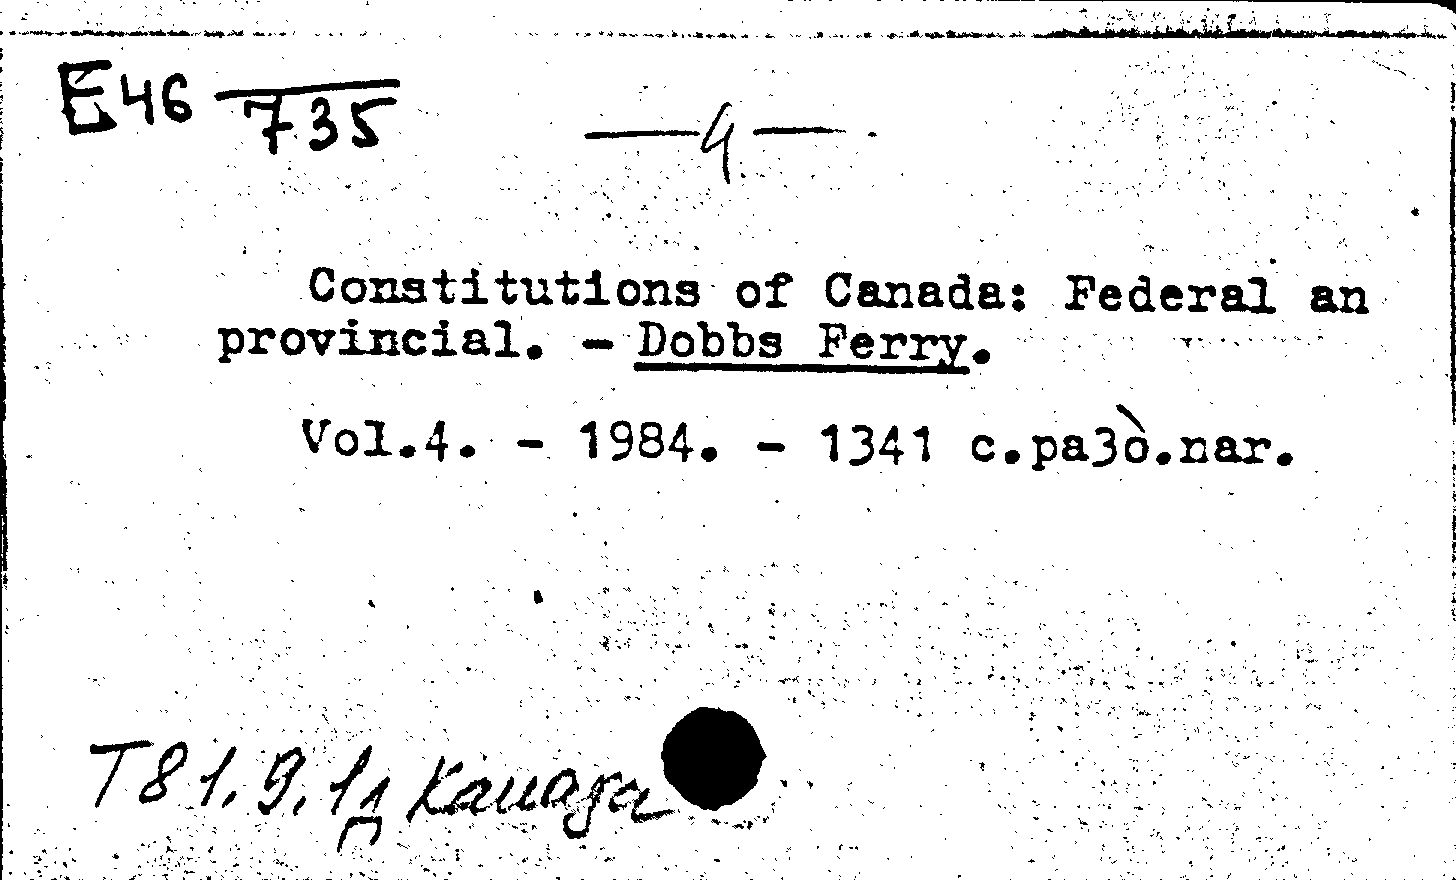 E46 735
— 4 —
Constitutions of Canada: Federal an
provincial. - Dobbs Ferry.
Vol.4. - 1984. - 1341 c.pa3ò.nar.
T81.9.1д Канада